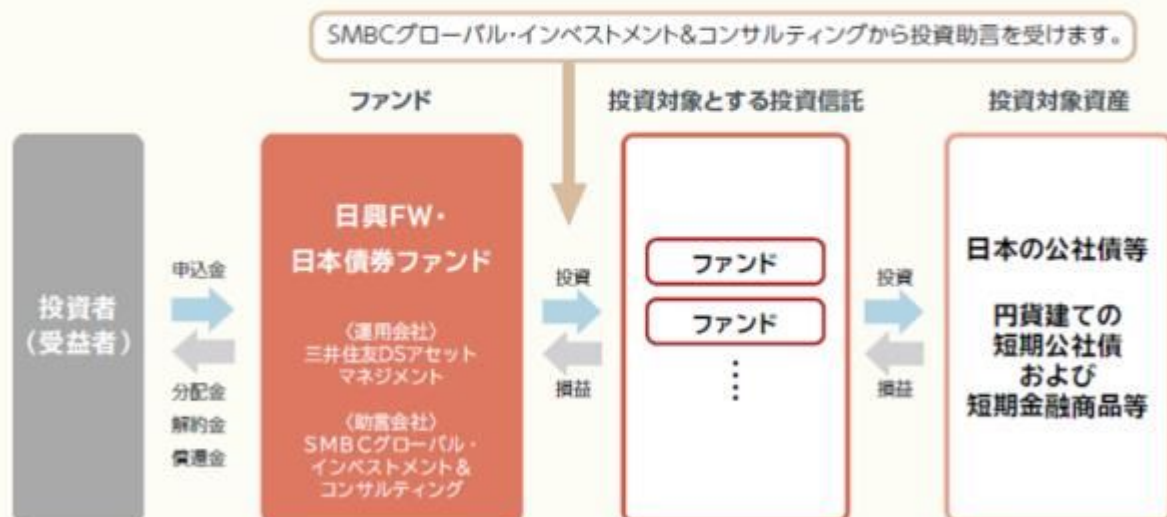 SMBCグローバル・インベストメント&コンサルティングから投資助言を受けます。
ファンド
投資対象とする投資信託
投資対象資産
投資者
（受益者）
申込金
分配金
解約金
償還金
日興FW・
日本債券ファンド
〈運用会社〉
三井住友DSアセット
マネジメント
〈助言会社〉
SMBCグローバル・
インベストメント&
コンサルティング
投資
損益
ファンド
ファンド
投資
損益
日本の公社債等
円貨建ての
短期公社債
および
短期金融商品等